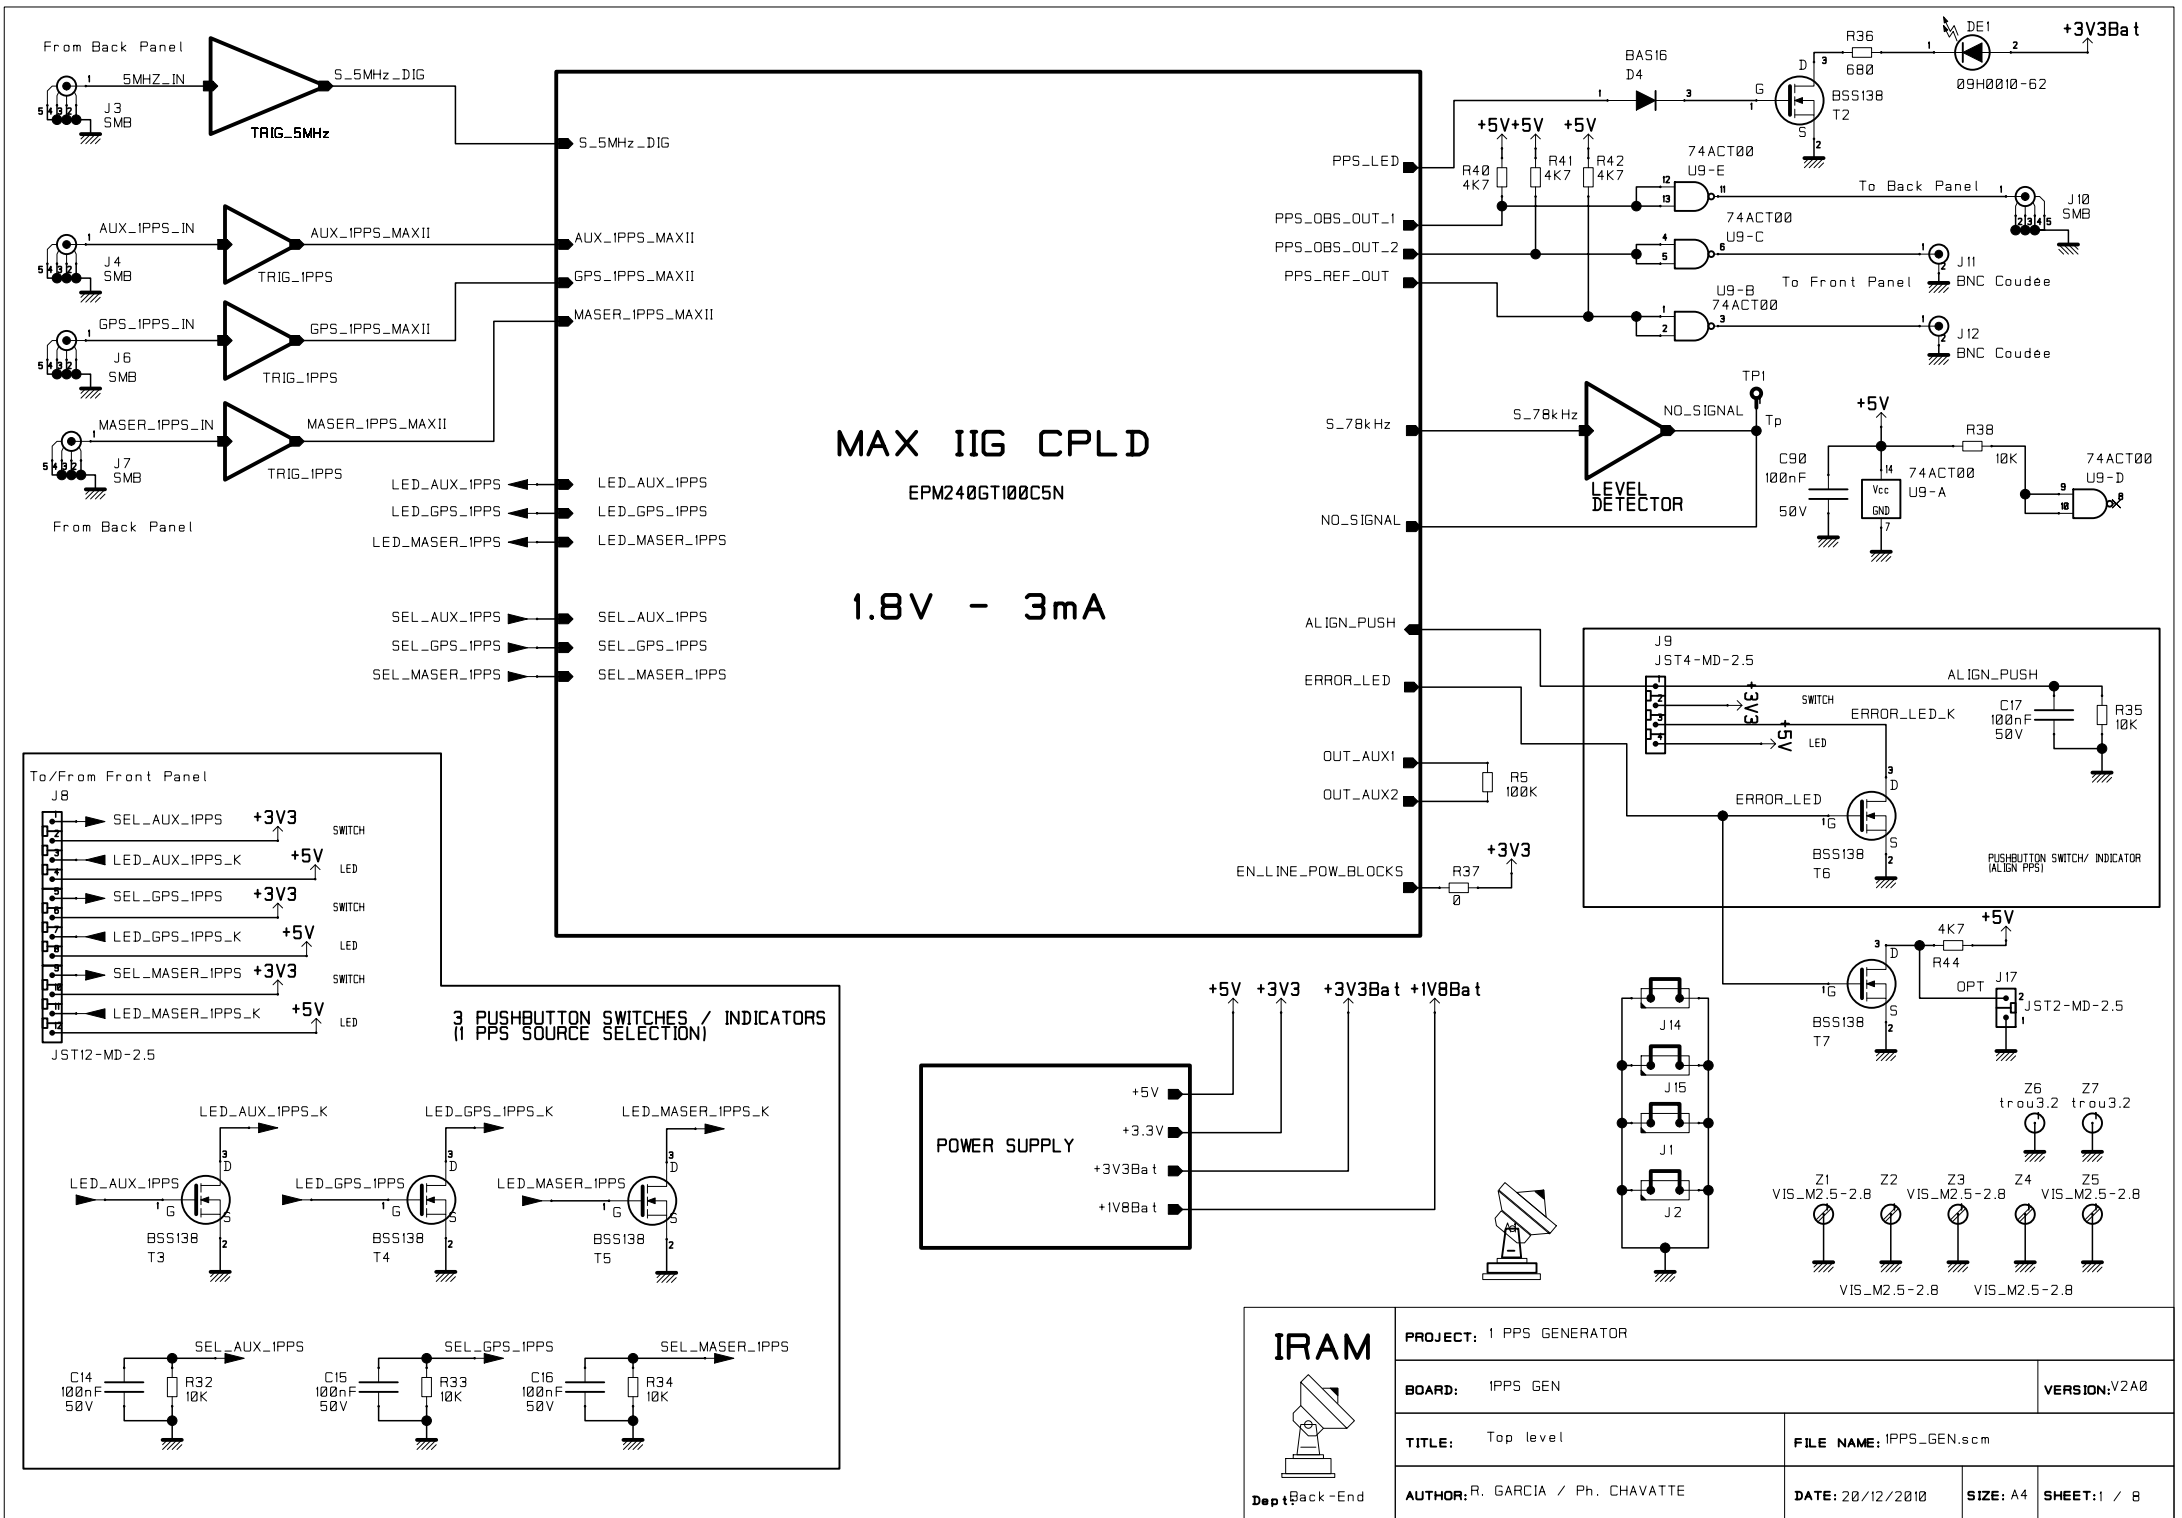 From Back Panel
5MHZ_IN
S_5MHz_DIG
J3
SMB
TRIG_5MHz
S_5MHz_DIG
AUX_1PPS_IN
AUX_1PPS_MAXII
AUX_1PPS_MAXII
J4
SMB
TRIG_1PPS
GPS_1PPS_MAXII
GPS_1PPS_IN
GPS_1PPS_MAXII
MASER_1PPS_MAXII
J6
SMB
TRIG_1PPS
MASER_1PPS_IN
MASER_1PPS_MAXII
J7
SMB
TRIG_1PPS
From Back Panel
LED_AUX_1PPS
LED_AUX_1PPS
LED_GPS_1PPS
LED_GPS_1PPS
LED_MASER_1PPS
LED_MASER_1PPS
SEL_AUX_1PPS
SEL_AUX_1PPS
SEL_GPS_1PPS
SEL_GPS_1PPS
SEL_MASER_1PPS
SEL_MASER_1PPS
MAX IIG CPLD
EPM240GT100C5N
1.8V - 3mA
PPS_LED
PPS_OBS_OUT_1
PPS_OBS_OUT_2
PPS_REF_OUT
S_78kHz
NO_SIGNAL
ALIGN_PUSH
ERROR_LED
OUT_AUX1
OUT_AUX2
EN_LINE_POW_BLOCKS
BAS16
D4
R36
680
DE1
09H0010-62
+3V3Bat
D
G
S
BSS138
T2
+5V
+5V
+5V
R40
4K7
R41
4K7
R42
4K7
74ACT00
U9-E
To Back Panel
J10
SMB
74ACT00
U9-C
J11
BNC Coudée
To Front Panel
U9-B
74ACT00
J12
BNC Coudée
S_78kHz
LEVEL
DETECTOR
NO_SIGNAL
TP1
Tp
+5V
C90
100nF
50V
Vcc
GND
14
7
74ACT00
U9-A
R38
10K
74ACT00
U9-D
R5
100K
R37
0
+3V3
J9
JST4-MD-2.5
+3V3
SWITCH
+5V
LED
ALIGN_PUSH
ERROR_LED_K
C17
100nF
50V
R35
10K
ERROR_LED
D
G
S
BSS138
T6
PUSHBUTTON SWITCH/ INDICATOR
(ALIGN PPS)
+5V
4K7
R44
D
G
S
BSS138
T7
OPT
J17
JST2-MD-2.5
To/From Front Panel
J8
SEL_AUX_1PPS
+3V3
SWITCH
LED_AUX_1PPS_K
+5V
LED
SEL_GPS_1PPS
+3V3
SWITCH
LED_GPS_1PPS_K
+5V
LED
SEL_MASER_1PPS
+3V3
SWITCH
LED_MASER_1PPS_K
+5V
LED
JST12-MD-2.5
3 PUSHBUTTON SWITCHES / INDICATORS
(1 PPS SOURCE SELECTION)
LED_AUX_1PPS_K
LED_GPS_1PPS_K
LED_MASER_1PPS_K
LED_AUX_1PPS
LED_GPS_1PPS
LED_MASER_1PPS
D
G
S
BSS138
T3
D
G
S
BSS138
T4
D
G
S
BSS138
T5
SEL_AUX_1PPS
C14
100nF
50V
R32
10K
SEL_GPS_1PPS
C15
100nF
50V
R33
10K
SEL_MASER_1PPS
C16
100nF
50V
R34
10K
+5V
+3V3
+3V3Bat
+1V8Bat
POWER SUPPLY
+5V
+3.3V
+3V3Bat
+1V8Bat
J14
J15
J1
J2
Z6
trou3.2
Z7
trou3.2
Z1
VIS_M2.5-2.8
Z2
Z3
VIS_M2.5-2.8
Z4
Z5
VIS_M2.5-2.8
VIS_M2.5-2.8
VIS_M2.5-2.8
IRAM
Dept: Back-End
PROJECT: 1 PPS GENERATOR
BOARD: 1PPS GEN
VERSION: V2A0
TITLE: Top level
FILE NAME: 1PPS_GEN.scm
AUTHOR: R. GARCIA / Ph. CHAVATTE
DATE: 20/12/2010
SIZE: A4
SHEET: 1 / 8